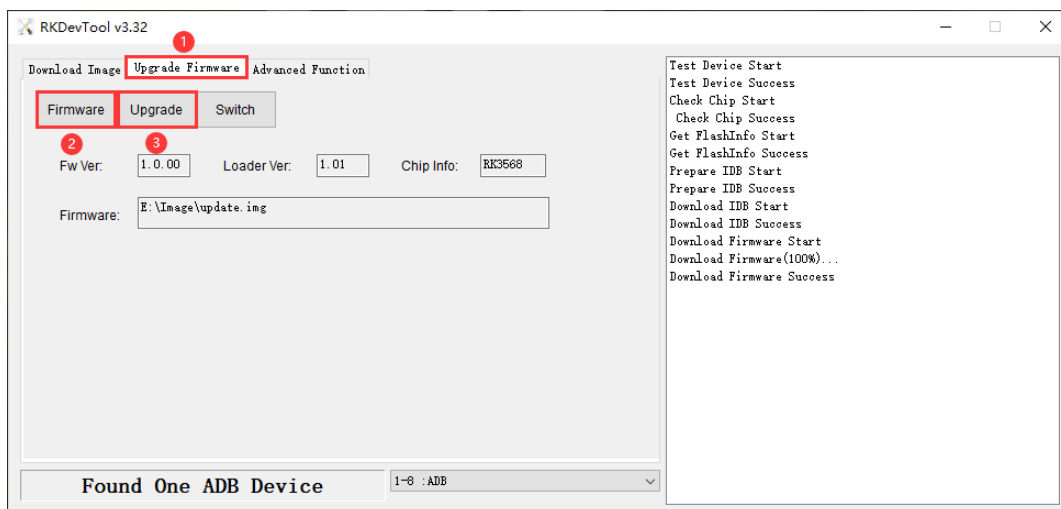 RKDevTool v3.32
1
Download Image Upgrade Firmware Advanced Function
Firmware Upgrade Switch
2 3
Fw Ver: 1.0.00 Loader Ver: 1.01 Chip Info: RK3568
Firmware: E:\Image\update.img
Found One ADB Device 1-8 :ADB
Test Device Start
Test Device Success
Check Chip Start
Check Chip Success
Get FlashInfo Start
Get FlashInfo Success
Prepare IDB Start
Prepare IDB Success
Download IDB Start
Download IDB Success
Download Firmware Start
Download Firmware(100%)...
Download Firmware Success